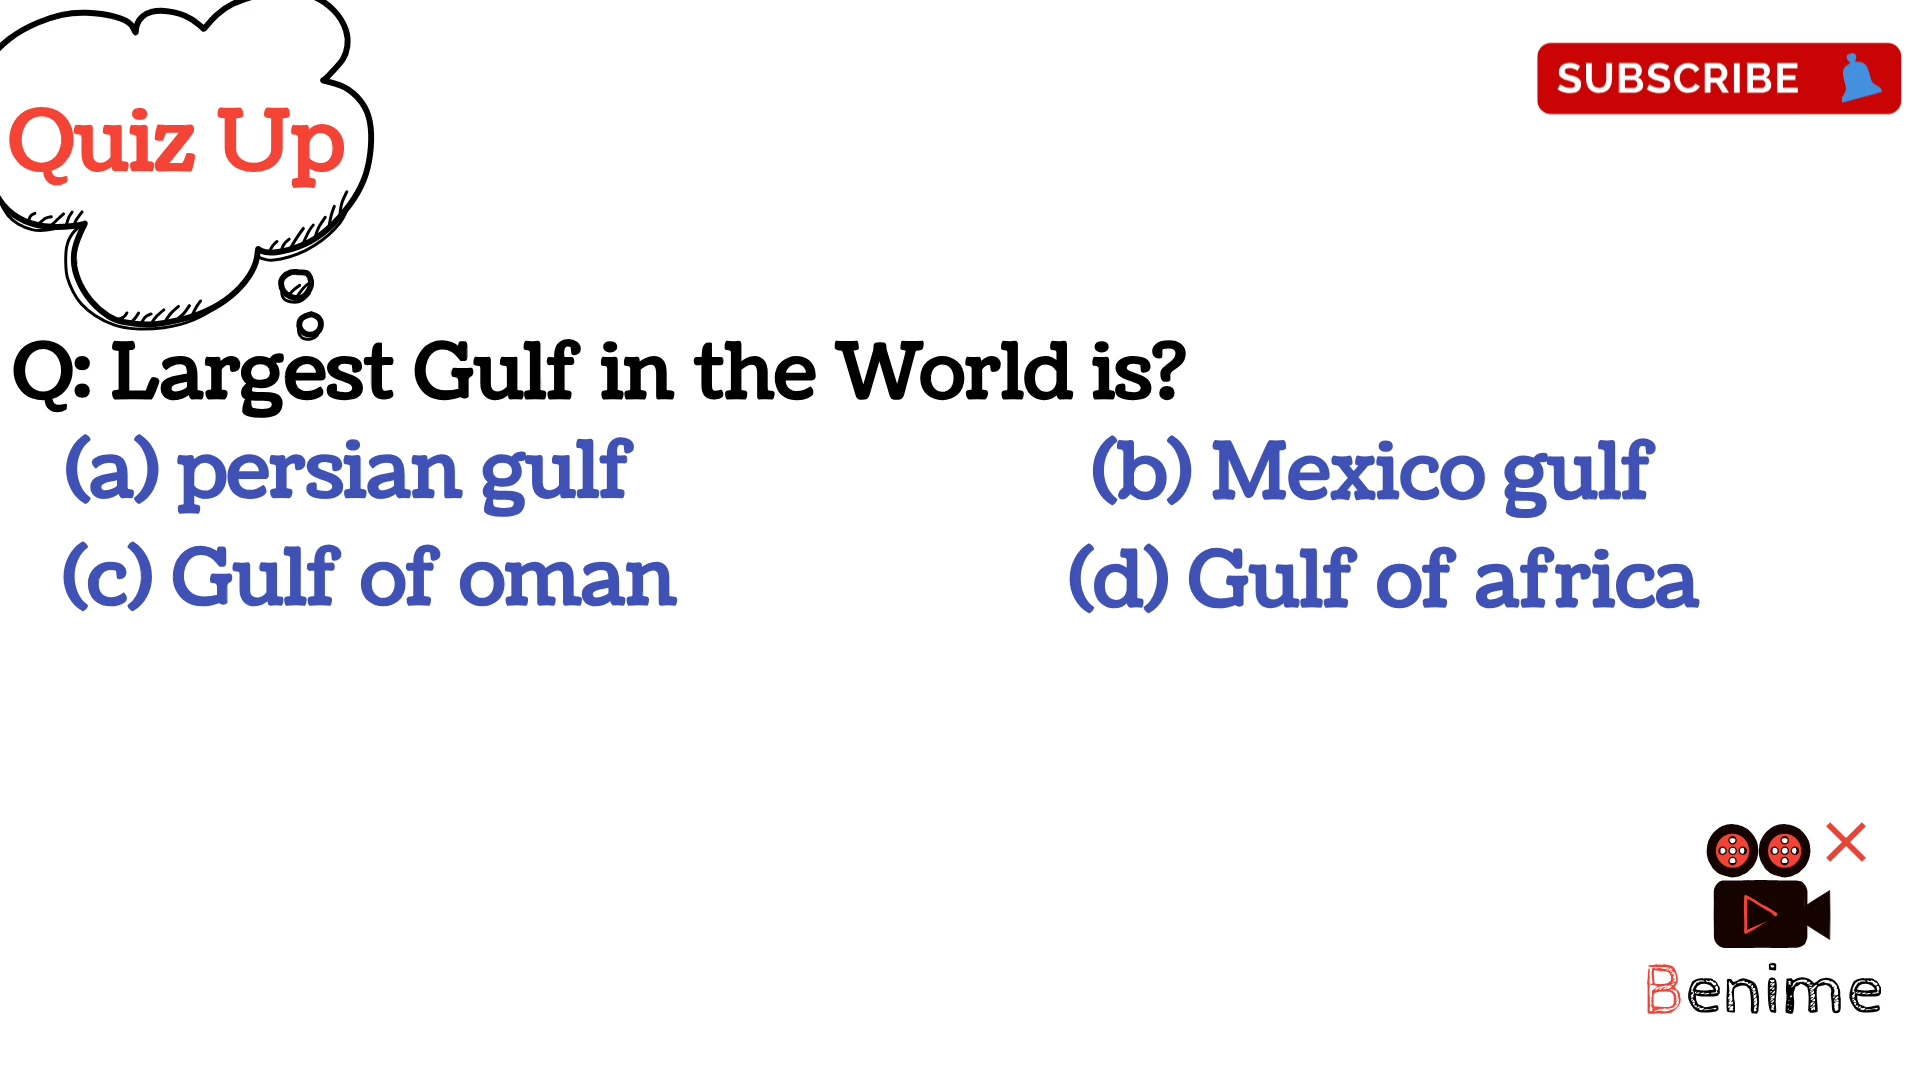 SUBSCRIBE
Quiz Up
Q: Largest Gulf in the World is?
(a) persian gulf
(b) Mexico gulf
(c) Gulf of oman
(d) Gulf of africa
Benime